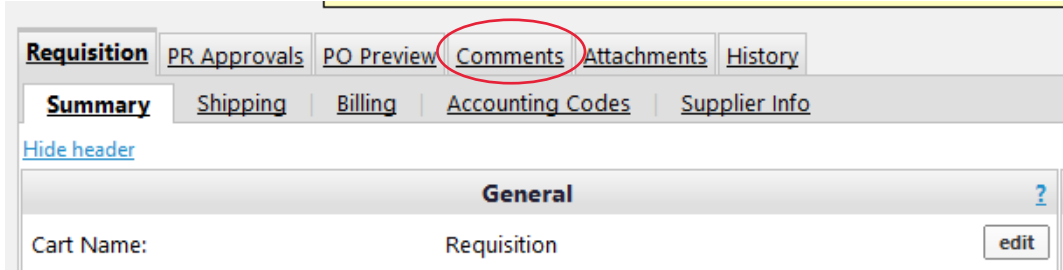 Requisition PR Approvals PO Preview Comments Attachments History
Summary Shipping Billing Accounting Codes Supplier Info
Hide header
General ?
Cart Name: Requisition edit